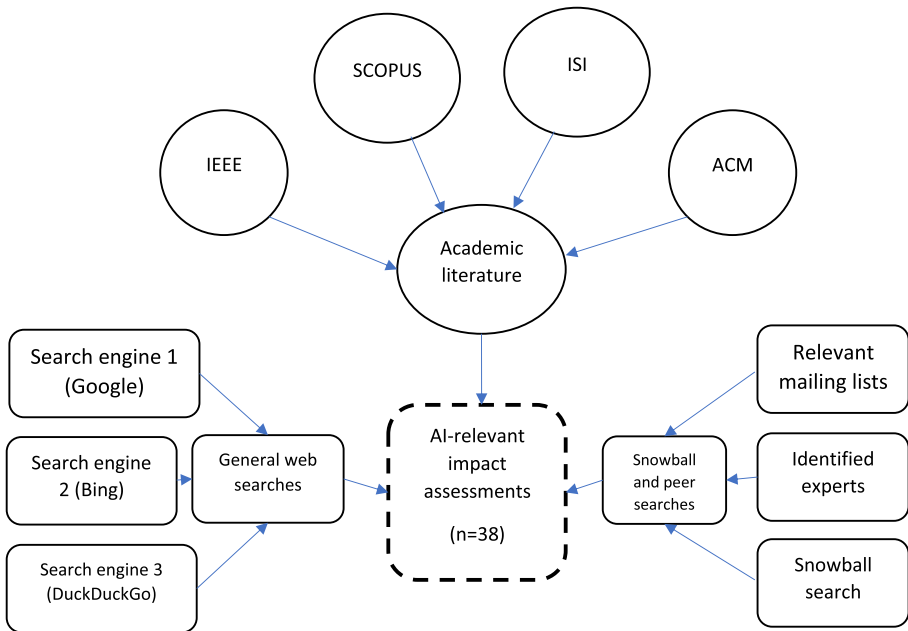 SCOPUS
ISI
IEEE
ACM
Academic
literature
Search engine 1
(Google)
Search engine
2 (Bing)
Search engine 3
(DuckDuckGo)
General web
searches
AI-relevant
impact
assessments
(n=38)
Snowball
and peer
searches
Relevant
mailing lists
Identified
experts
Snowball
search